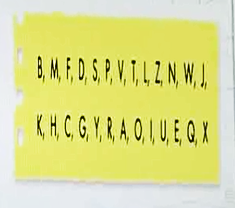 B, M, F, D, S, P, V, T, L, Z, N, W, J,
K, H, C, G, Y, R, A, O, I, U, E, Q, X